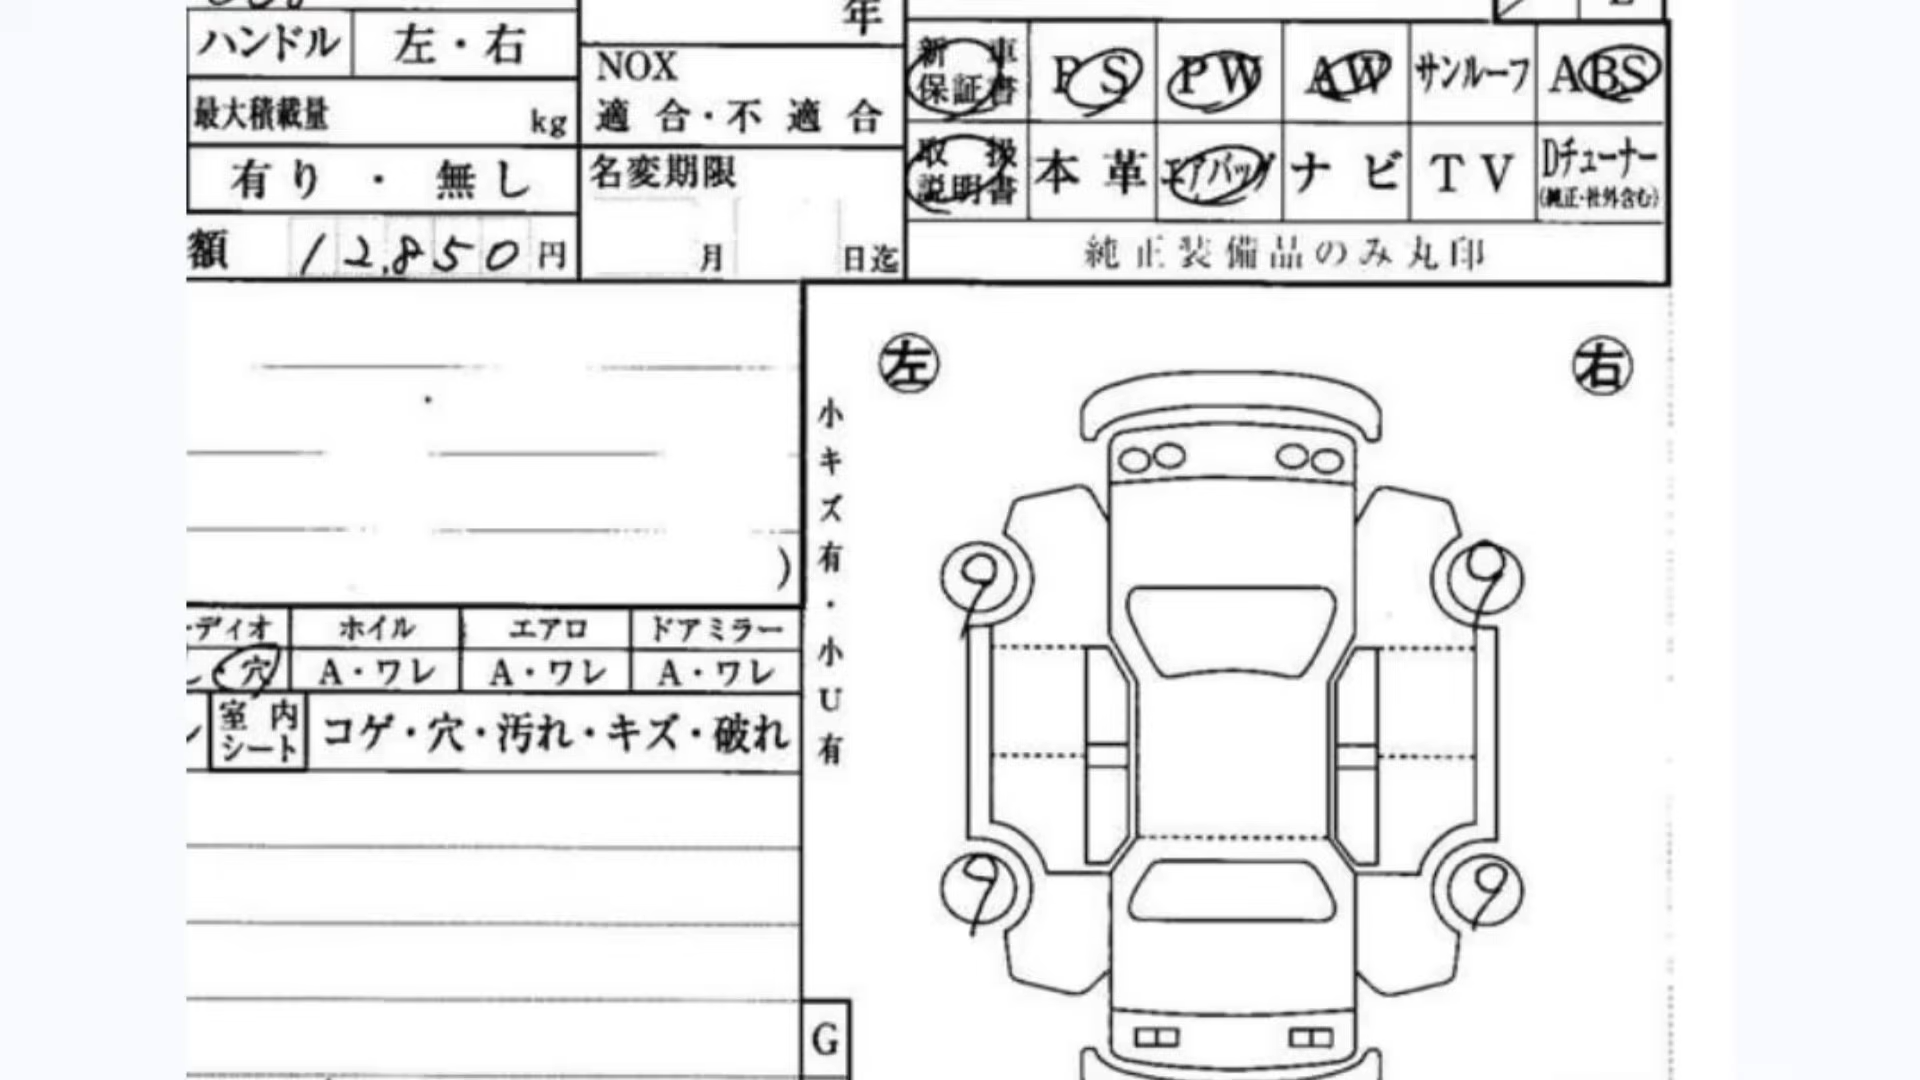 年
ハンドル 左・右
NOX
適合・不適合
最大積載量 kg
有り・無し
名変期限
額 12,850 円
月 日迄
新車保証書 PS PW AW サンルーフ ABS
取扱説明書 本革 エアバッグ ナビ TV Dチューナー
(純正・社外含む)
純正装備品のみ丸印
左 右
小キズ有・小U有
)
ーディオ ホイル エアロ ドアミラー
・穴 A・ワレ A・ワレ A・ワレ
室内シート コゲ・穴・汚れ・キズ・破れ
9 9
9 9
G